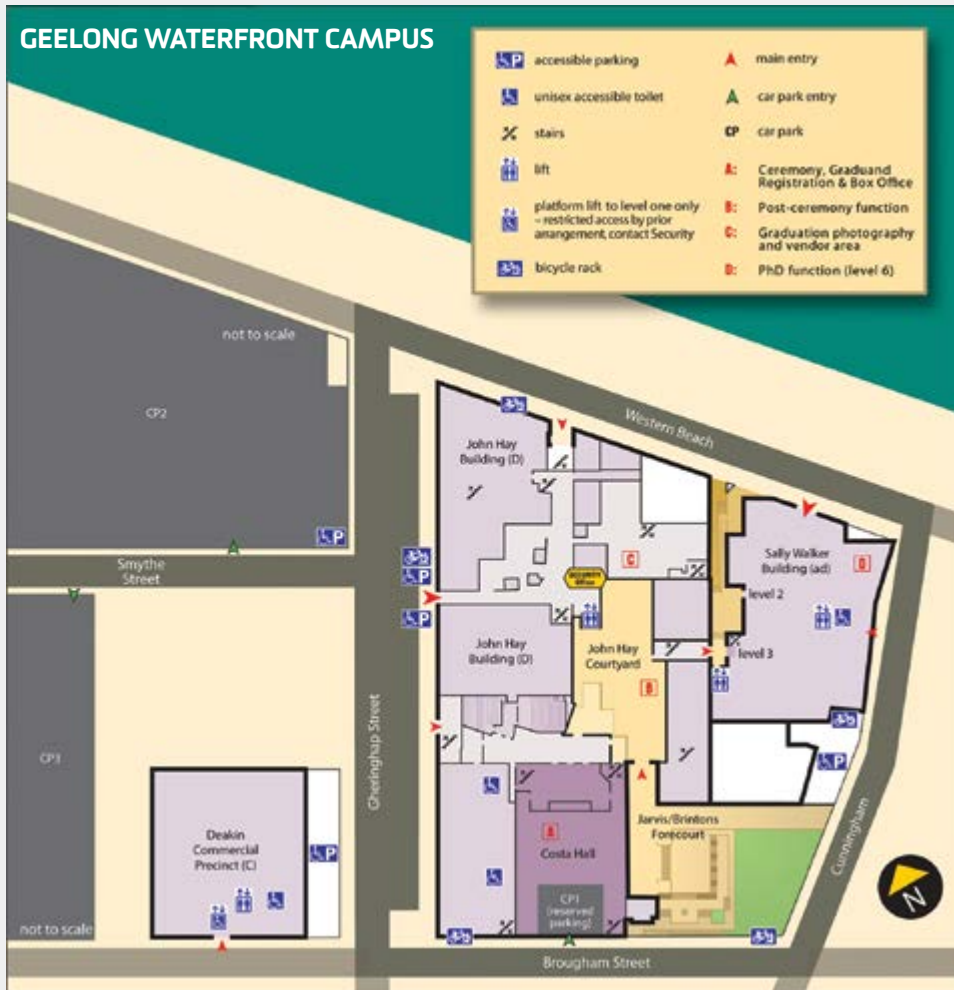 GEELONG WATERFRONT CAMPUS
P accessible parking
unisex accessible toilet
stairs
lift
platform lift to level one only
– restricted access by prior
arrangement, contact Security
bicycle rack
main entry
car park entry
CP car park
A: Ceremony, Graduand
Registration & Box Office
B: Post-ceremony function
C: Graduation photography
and vendor area
D: PhD function (level 6)
not to scale
CP2
Western Beach
John Hay
Building (D)
P
Smythe
Street
P
C
SECURITY
Office
Sally Walker
Building (ad)
D
level 2
P
John Hay
Building (D)
John Hay
Courtyard
level 3
B
Gheringhap Street
CP3
P
Deakin
Commercial
Precinct (C)
P
A
Costa Hall
Jarvis/Brintons
Forecourt
Cunningham
CP1
(reserved
parking)
N
not to scale
Brougham Street